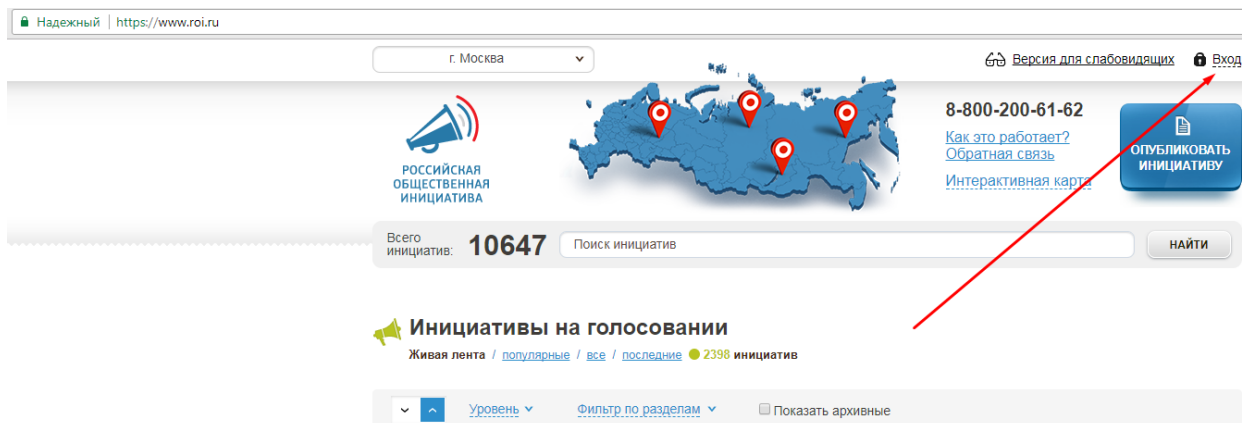 Надежный | https://www.roi.ru
г. Москва
Версия для слабовидящих
Вход
РОССИЙСКАЯ
ОБЩЕСТВЕННАЯ
ИНИЦИАТИВА
8-800-200-61-62
Как это работает?
Обратная связь
Интерактивная карта
ОПУБЛИКОВАТЬ
ИНИЦИАТИВУ
Всего
инициатив:
10647
Поиск инициатив
НАЙТИ
Инициативы на голосовании
Живая лента / популярные / все / последние 2398 инициатив
Уровень
Фильтр по разделам
Показать архивные